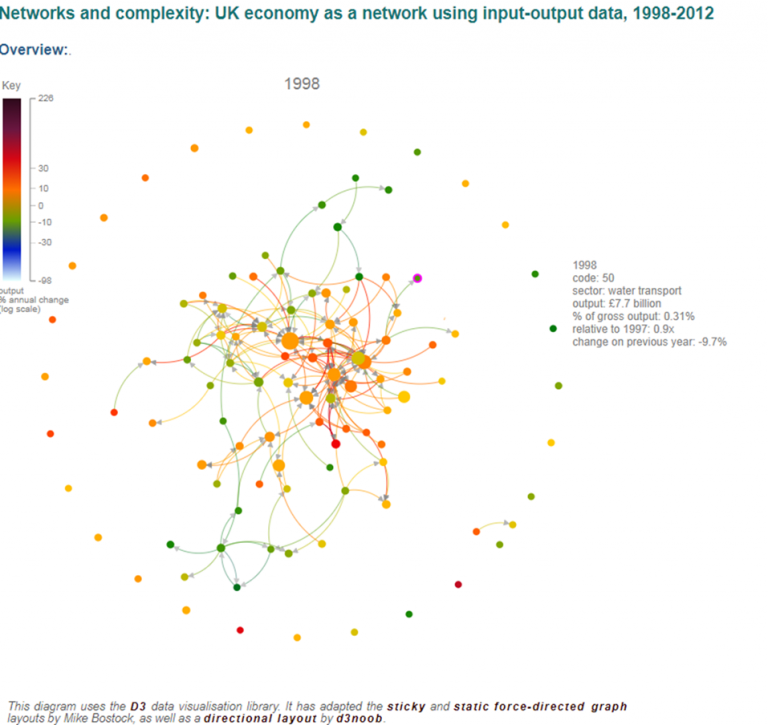 Networks and complexity: UK economy as a network using input-output data, 1998-2012
Overview:.
1998
Key
226
30
10
0
-10
-30
-98
output
% annual change
(log scale)
1998
code: 50
sector: water transport
output: £7.7 billion
% of gross output: 0.31%
relative to 1997: 0.9x
change on previous year: -9.7%
This diagram uses the D3 data visualisation library. It has adapted the sticky and static force-directed graph
layouts by Mike Bostock, as well as a directional layout by d3noob.